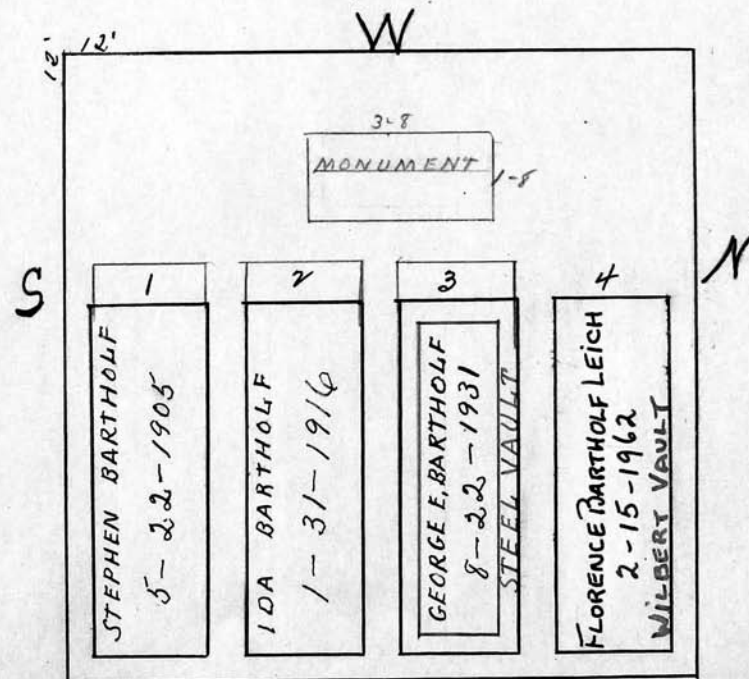 W
12' 12'
3-8
MONUMENT
1-8
S
N
1
STEPHEN BARTHOLF
5-22-1905
2
IDA BARTHOLF
1-31-1916
3
GEORGE E. BARTHOLF
8-22-1931
STEEL VAULT
4
FLORENCE BARTHOLF LEICH
2-15-1962
WILBERT VAULT